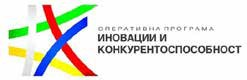 ОПЕРАТИВНА ПРОГРАМА
ИНОВАЦИИ И
КОНКУРЕНТОСПОСОБНОСТ